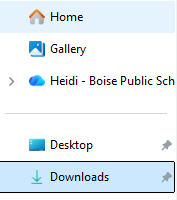 Home
Gallery
Heidi - Boise Public Sch
Desktop
Downloads